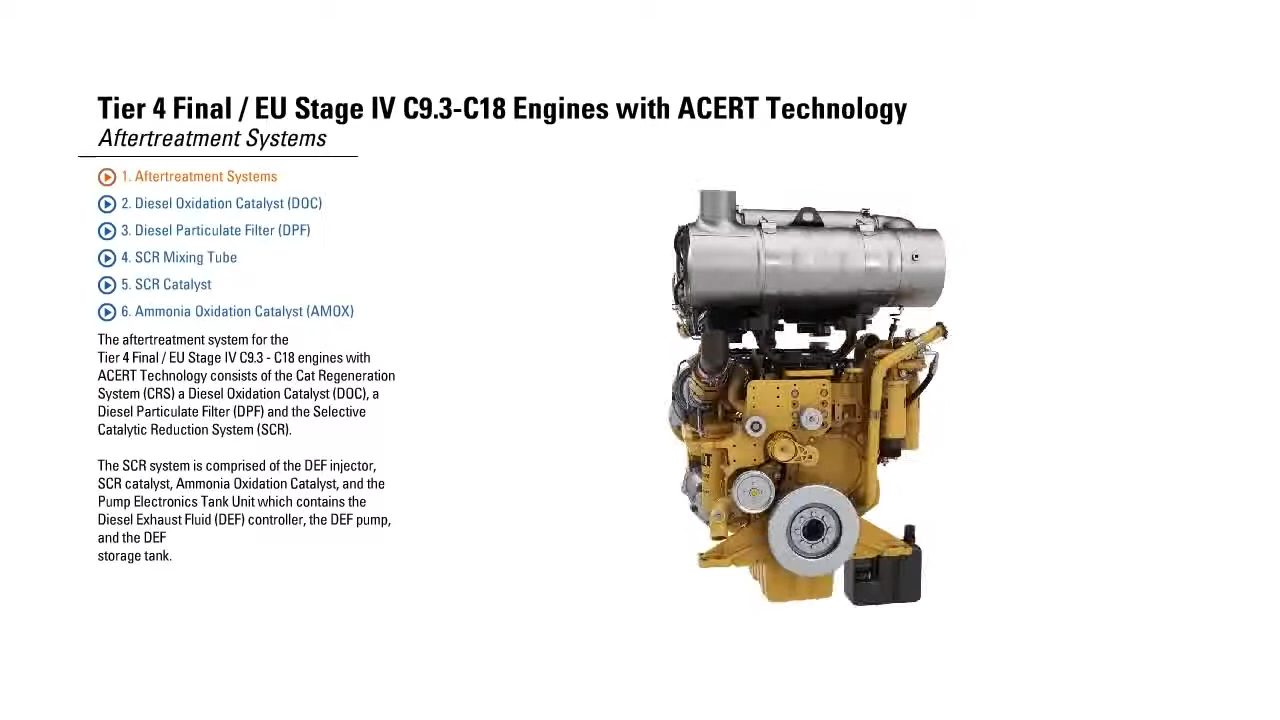 Tier 4 Final / EU Stage IV C9.3-C18 Engines with ACERT Technology
Aftertreatment Systems
1. Aftertreatment Systems
2. Diesel Oxidation Catalyst (DOC)
3. Diesel Particulate Filter (DPF)
4. SCR Mixing Tube
5. SCR Catalyst
6. Ammonia Oxidation Catalyst (AMOX)
The aftertreatment system for the
Tier 4 Final / EU Stage IV C9.3 - C18 engines with
ACERT Technology consists of the Cat Regeneration
System (CRS) a Diesel Oxidation Catalyst (DOC), a
Diesel Particulate Filter (DPF) and the Selective
Catalytic Reduction System (SCR).
The SCR system is comprised of the DEF injector,
SCR catalyst, Ammonia Oxidation Catalyst, and the
Pump Electronics Tank Unit which contains the
Diesel Exhaust Fluid (DEF) controller, the DEF pump,
and the DEF
storage tank.